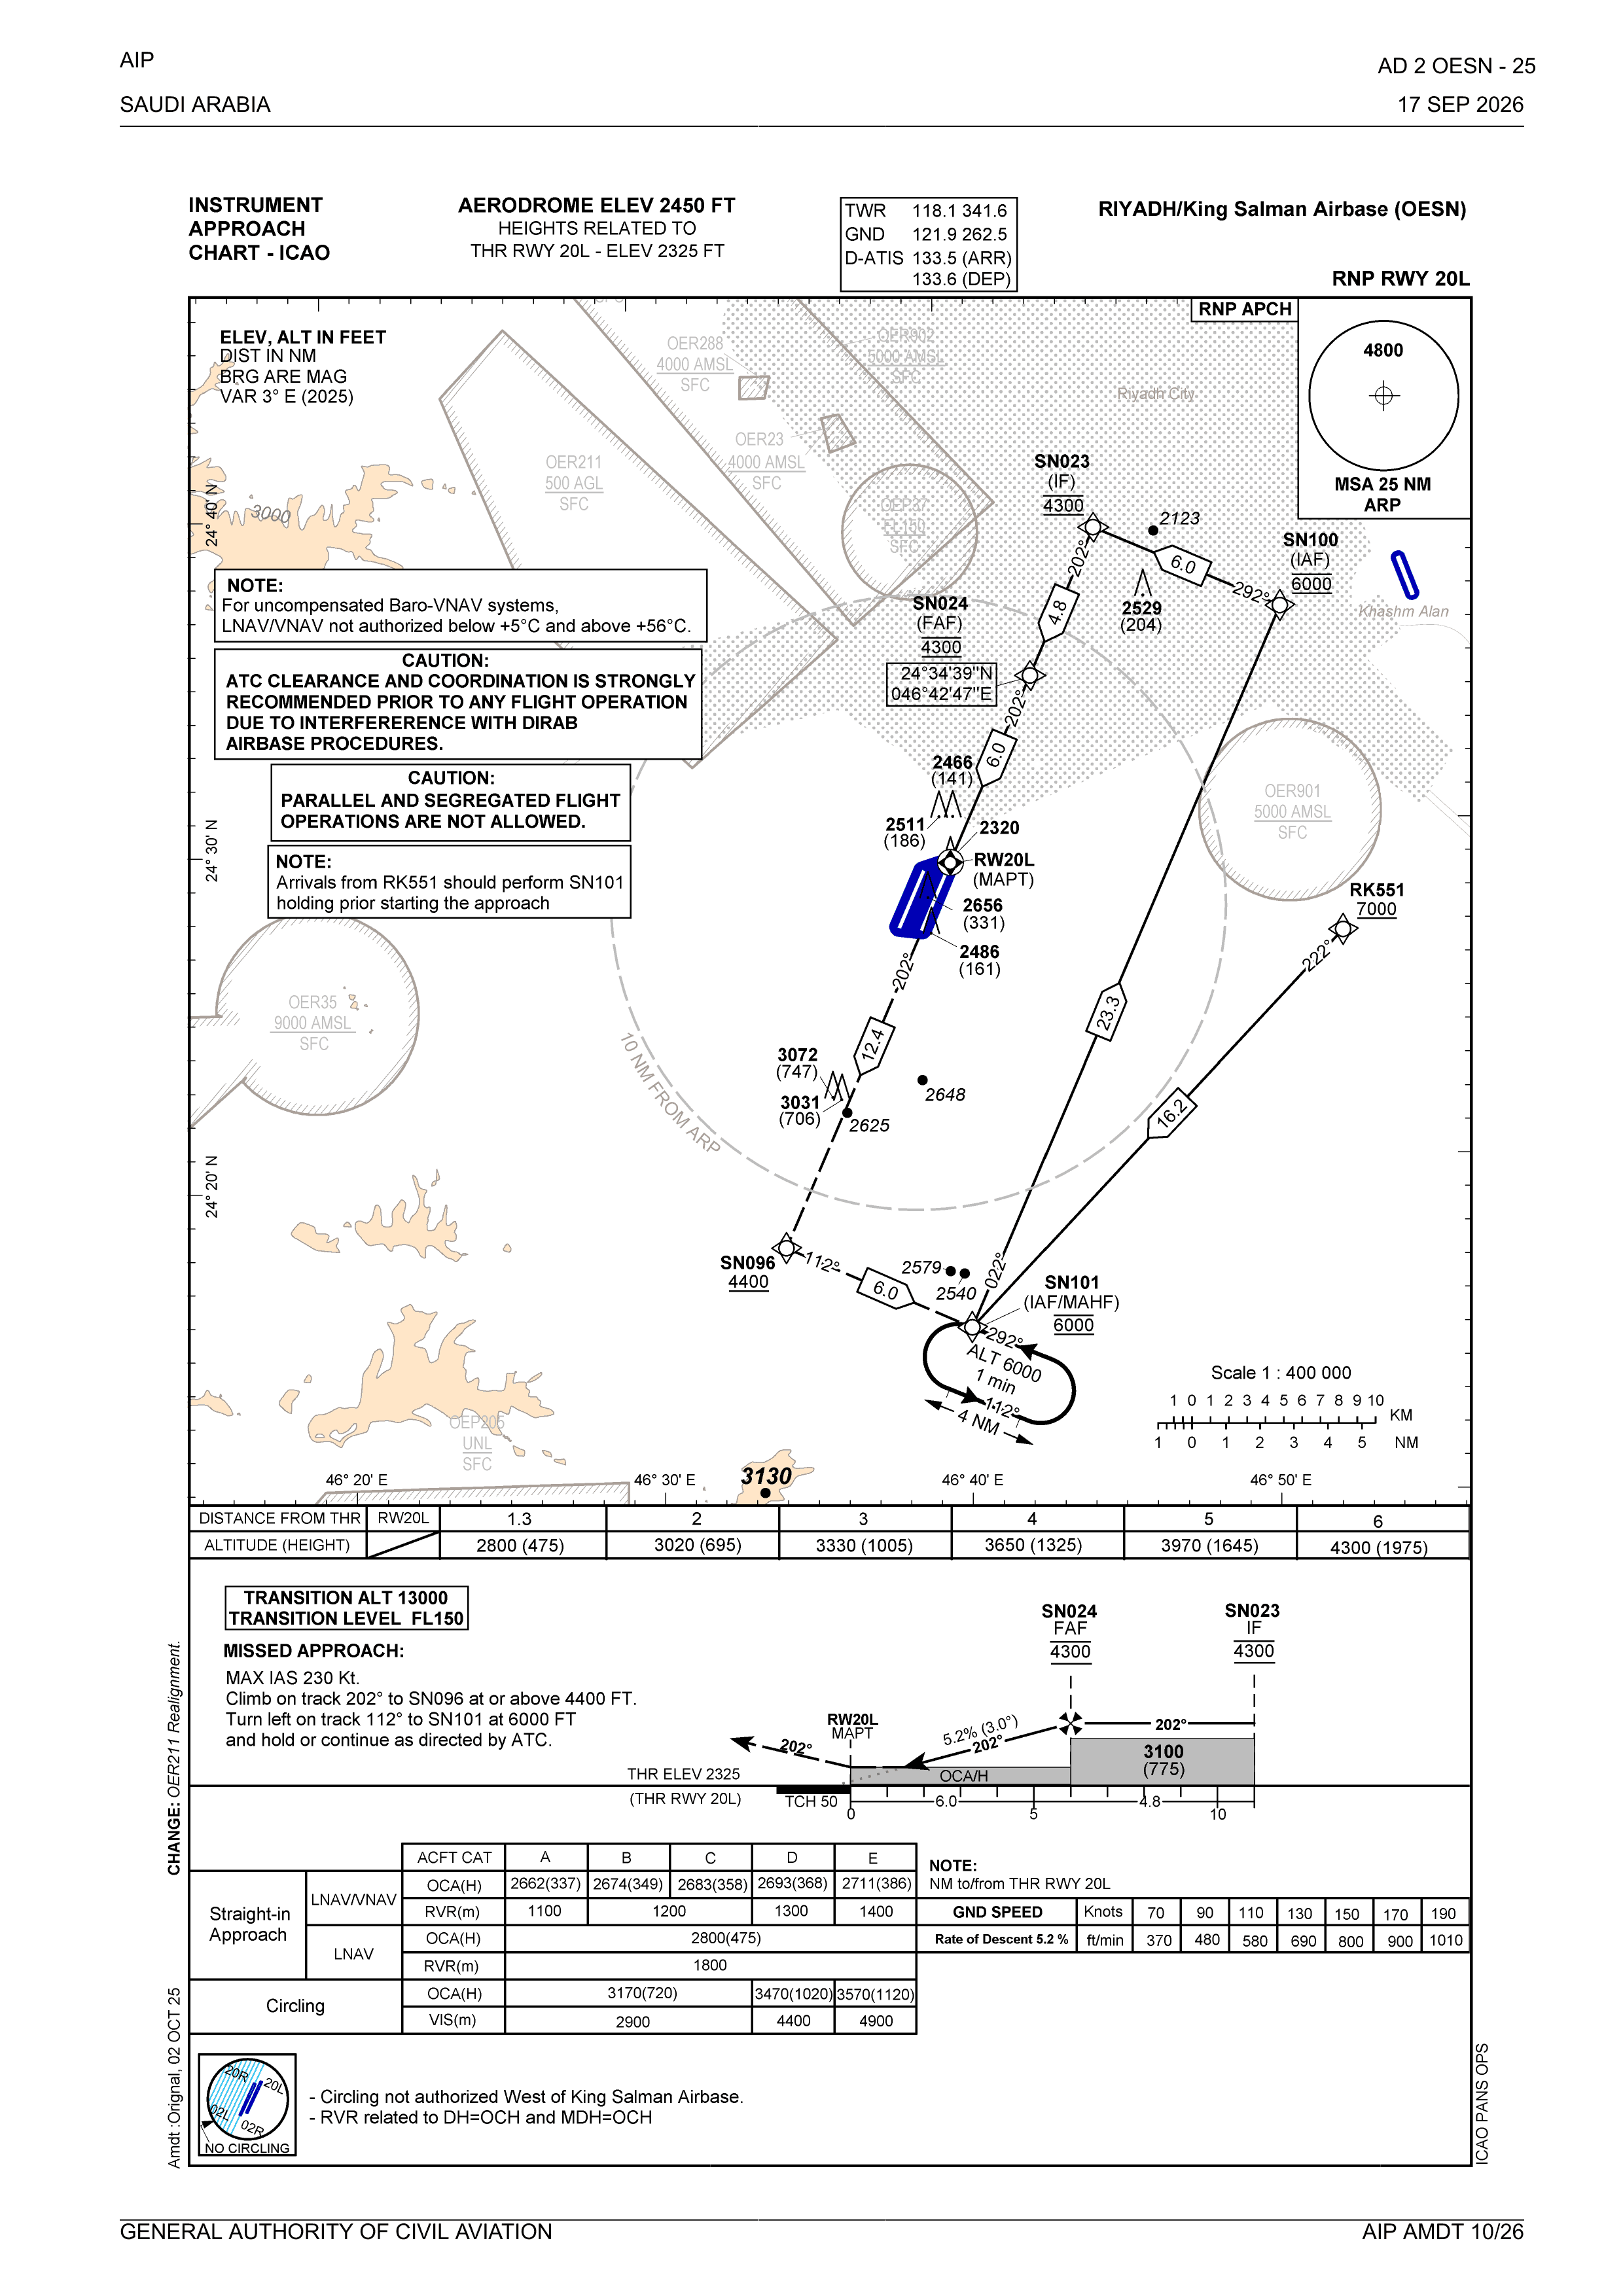 AIP
AD 2 OESN - 25
SAUDI ARABIA
17 SEP 2026
INSTRUMENT
APPROACH
CHART - ICAO
AERODROME ELEV 2450 FT
HEIGHTS RELATED TO
THR RWY 20L - ELEV 2325 FT
TWR 118.1 341.6
GND 121.9 262.5
D-ATIS 133.5 (ARR)
133.6 (DEP)
RIYADH/King Salman Airbase (OESN)
RNP RWY 20L
RNP APCH
ELEV, ALT IN FEET
DIST IN NM
BRG ARE MAG
VAR 3° E (2025)
4800
MSA 25 NM
ARP
OER288
4000 AMSL
SFC
OER902
5000 AMSL
SFC
Riyadh City
OER23
4000 AMSL
SFC
OER211
500 AGL
SFC
FL150
SFC
3000
24° 40' N
SN023
(IF)
4300
2123
SN100
(IAF)
6000
202°
6.0
292°
Khashm Alan
2529
(204)
4.8
SN024
(FAF)
4300
24°34'39"N
046°42'47"E
202°
6.0
NOTE:
For uncompensated Baro-VNAV systems,
LNAV/VNAV not authorized below +5°C and above +56°C.
CAUTION:
ATC CLEARANCE AND COORDINATION IS STRONGLY
RECOMMENDED PRIOR TO ANY FLIGHT OPERATION
DUE TO INTERFERERENCE WITH DIRAB
AIRBASE PROCEDURES.
CAUTION:
PARALLEL AND SEGREGATED FLIGHT
OPERATIONS ARE NOT ALLOWED.
NOTE:
Arrivals from RK551 should perform SN101
holding prior starting the approach
2466
(141)
2511
(186)
2320
RW20L
(MAPT)
2656
(331)
2486
(161)
24° 30' N
OER901
5000 AMSL
SFC
RK551
7000
222°
OER35
9000 AMSL
SFC
202°
12.4
23.3
16.2
10 NM FROM ARP
3072
(747)
3031
(706)
2648
2625
24° 20' N
SN096
4400
112°
6.0
2579
2540
022°
SN101
(IAF/MAHF)
6000
292°
ALT 6000
1 min
112°
4 NM
OEP205
UNL
SFC
Scale 1 : 400 000
1 0 1 2 3 4 5 6 7 8 9 10
KM
1 0 1 2 3 4 5 NM
46° 20' E
46° 30' E
46° 40' E
46° 50' E
3130
DISTANCE FROM THR RW20L 1.3 2 3 4 5 6
ALTITUDE (HEIGHT) 2800 (475) 3020 (695) 3330 (1005) 3650 (1325) 3970 (1645) 4300 (1975)
TRANSITION ALT 13000
TRANSITION LEVEL FL150
MISSED APPROACH:
MAX IAS 230 Kt.
Climb on track 202° to SN096 at or above 4400 FT.
Turn left on track 112° to SN101 at 6000 FT
and hold or continue as directed by ATC.
SN024
FAF
4300
SN023
IF
4300
RW20L
MAPT
202°
5.2% (3.0°)
202°
202°
3100
(775)
OCA/H
THR ELEV 2325
(THR RWY 20L)
TCH 50
6.0
4.8
0 5 10
CHANGE: OER211 Realignment.
ACFT CAT A B C D E
Straight-in
Approach
LNAV/VNAV
OCA(H) 2662(337) 2674(349) 2683(358) 2693(368) 2711(386)
RVR(m) 1100 1200 1300 1400
LNAV
OCA(H) 2800(475)
RVR(m) 1800
Circling
OCA(H) 3170(720) 3470(1020) 3570(1120)
VIS(m) 2900 4400 4900
NOTE:
NM to/from THR RWY 20L
GND SPEED Knots 70 90 110 130 150 170 190
Rate of Descent 5.2 % ft/min 370 480 580 690 800 900 1010
20R
20L
02L
02R
NO CIRCLING
- Circling not authorized West of King Salman Airbase.
- RVR related to DH=OCH and MDH=OCH
Amdt :Orignal, 02 OCT 25
ICAO PANS OPS
GENERAL AUTHORITY OF CIVIL AVIATION
AIP AMDT 10/26